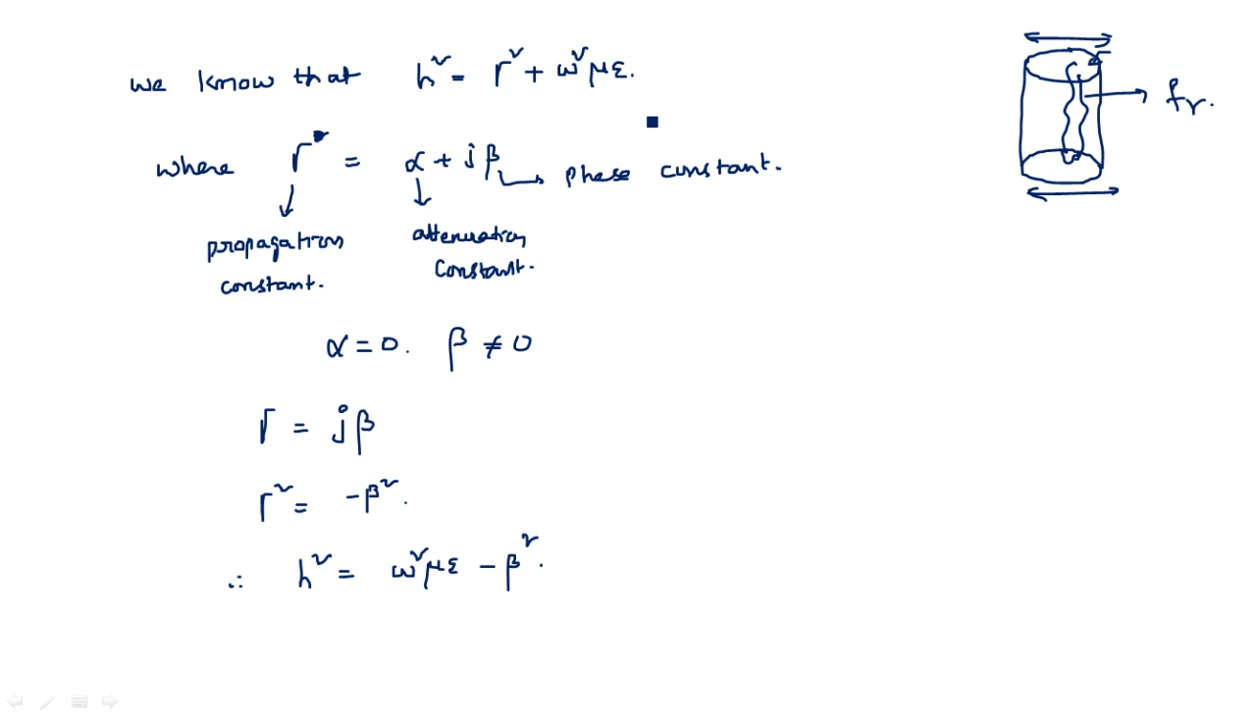 we know that h² = Γ² + ω²με.
fr.
where Γ = α + jβ → phase constant.
propagation constant.
attenuation constant.
α = 0. β ≠ 0
Γ = jβ
Γ² = -β².
∴ h² = ω²με - β².